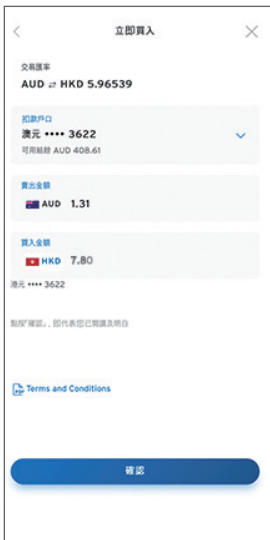 立即買入
交易匯率
AUD ⇄ HKD 5.96539
扣款戶口
澳元 •••• 3622
可用結餘 AUD 408.61
賣出金額
AUD 1.31
買入金額
HKD 7.80
港元 •••• 3622
點按「確認」，即代表您已閱讀及明白
PDF Terms and Conditions
確認